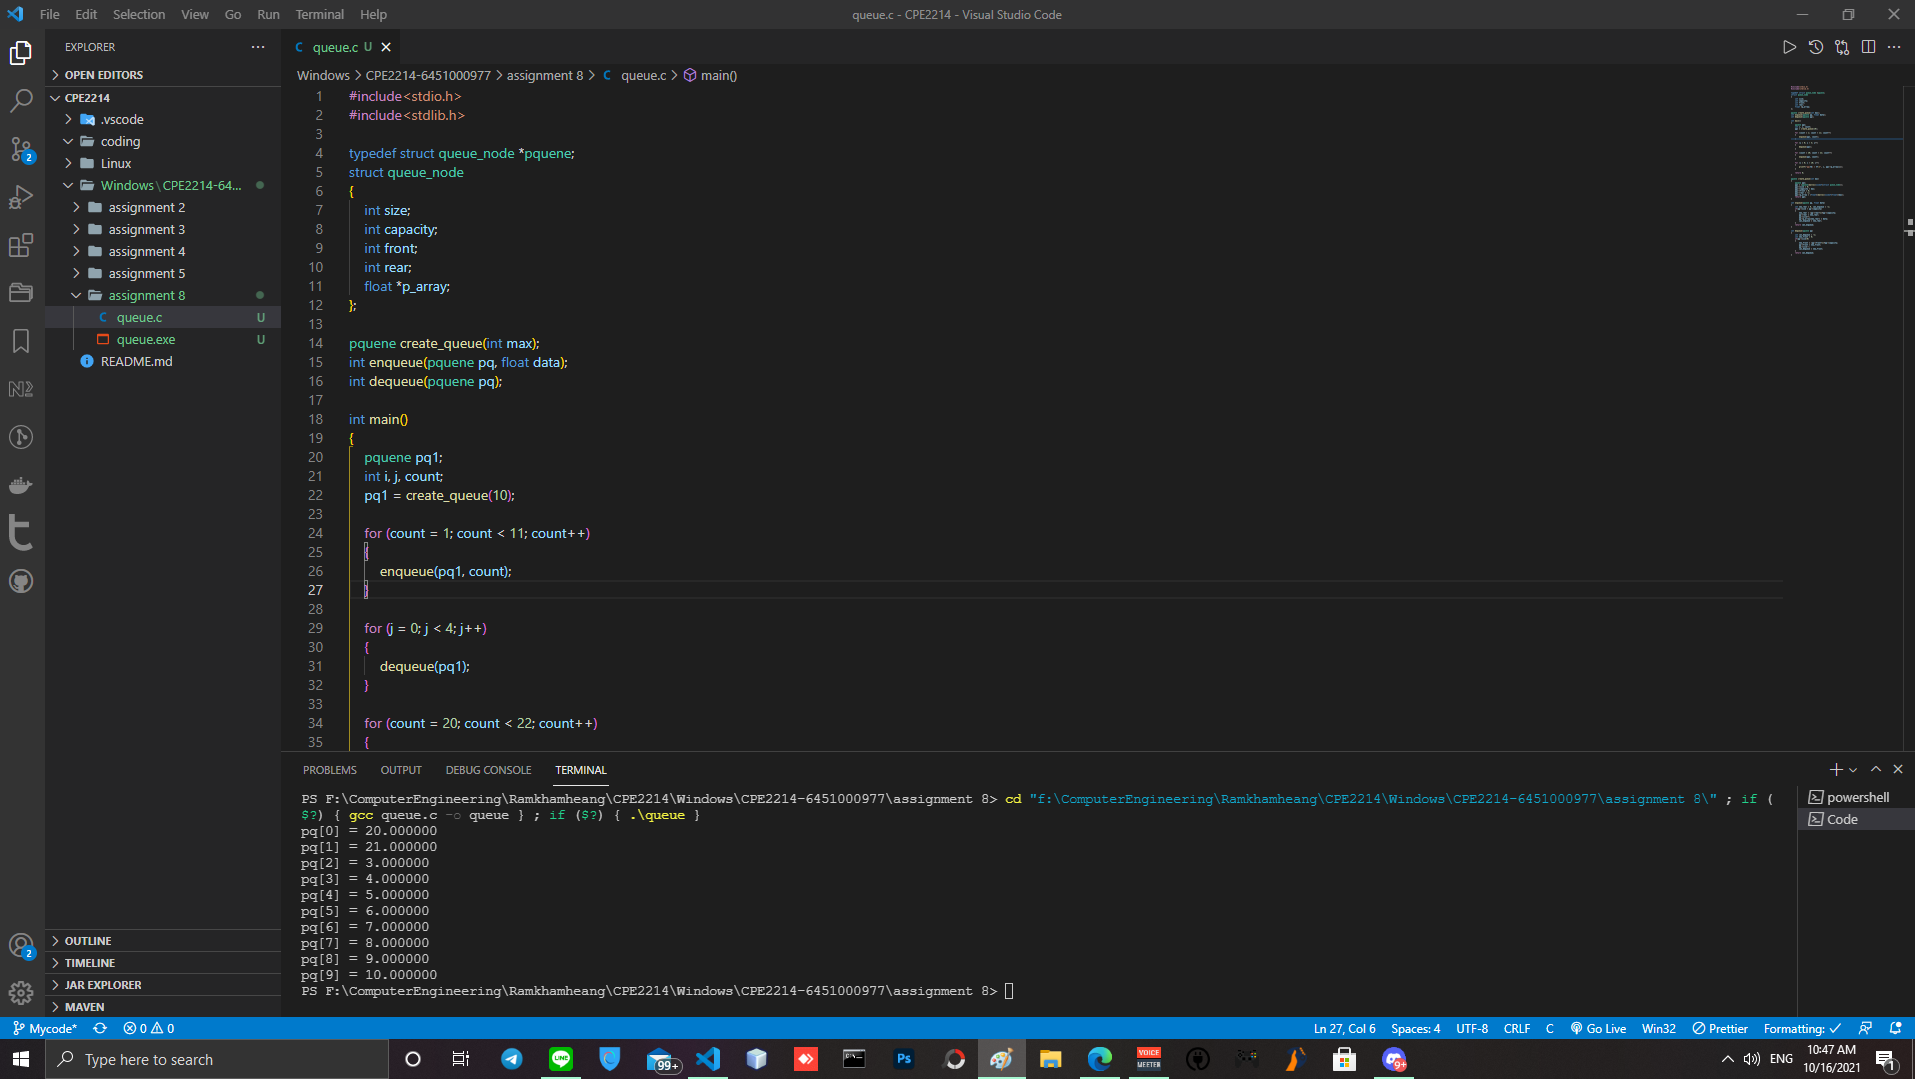 File Edit Selection View Go Run Terminal Help
queue.c - CPE2214 - Visual Studio Code
EXPLORER
OPEN EDITORS
CPE2214
.vscode
coding
Linux
Windows\CPE2214-64...
assignment 2
assignment 3
assignment 4
assignment 5
assignment 8
queue.c U
queue.exe U
README.md
OUTLINE
TIMELINE
JAR EXPLORER
MAVEN
2
2
queue.c U
Windows > CPE2214-6451000977 > assignment 8 > C queue.c > main()
1 #include<stdio.h>
2 #include<stdlib.h>
3
4 typedef struct queue_node *pquene;
5 struct queue_node
6 {
7 int size;
8 int capacity;
9 int front;
10 int rear;
11 float *p_array;
12 };
13
14 pquene create_queue(int max);
15 int enqueue(pquene pq, float data);
16 int dequeue(pquene pq);
17
18 int main()
19 {
20 pquene pq1;
21 int i, j, count;
22 pq1 = create_queue(10);
23
24 for (count = 1; count < 11; count++)
25 {
26 enqueue(pq1, count);
27 }
28
29 for (j = 0; j < 4; j++)
30 {
31 dequeue(pq1);
32 }
33
34 for (count = 20; count < 22; count++)
35 {
PROBLEMS OUTPUT DEBUG CONSOLE TERMINAL
PS F:\ComputerEngineering\Ramkhamheang\CPE2214\Windows\CPE2214-6451000977\assignment 8> cd "f:\ComputerEngineering\Ramkhamheang\CPE2214\Windows\CPE2214-6451000977\assignment 8\" ; if (
$?) { gcc queue.c -o queue } ; if ($?) { .\queue }
pq[0] = 20.000000
pq[1] = 21.000000
pq[2] = 3.000000
pq[3] = 4.000000
pq[4] = 5.000000
pq[5] = 6.000000
pq[6] = 7.000000
pq[7] = 8.000000
pq[8] = 9.000000
pq[9] = 10.000000
PS F:\ComputerEngineering\Ramkhamheang\CPE2214\Windows\CPE2214-6451000977\assignment 8>
powershell
Code
Mycode* 0 0 Ln 27, Col 6 Spaces: 4 UTF-8 CRLF C Go Live Win32 Prettier Formatting:
Type here to search
LINE
99+
Ps
VOICE
MEETER
9+
ENG
10:47 AM
10/16/2021
1